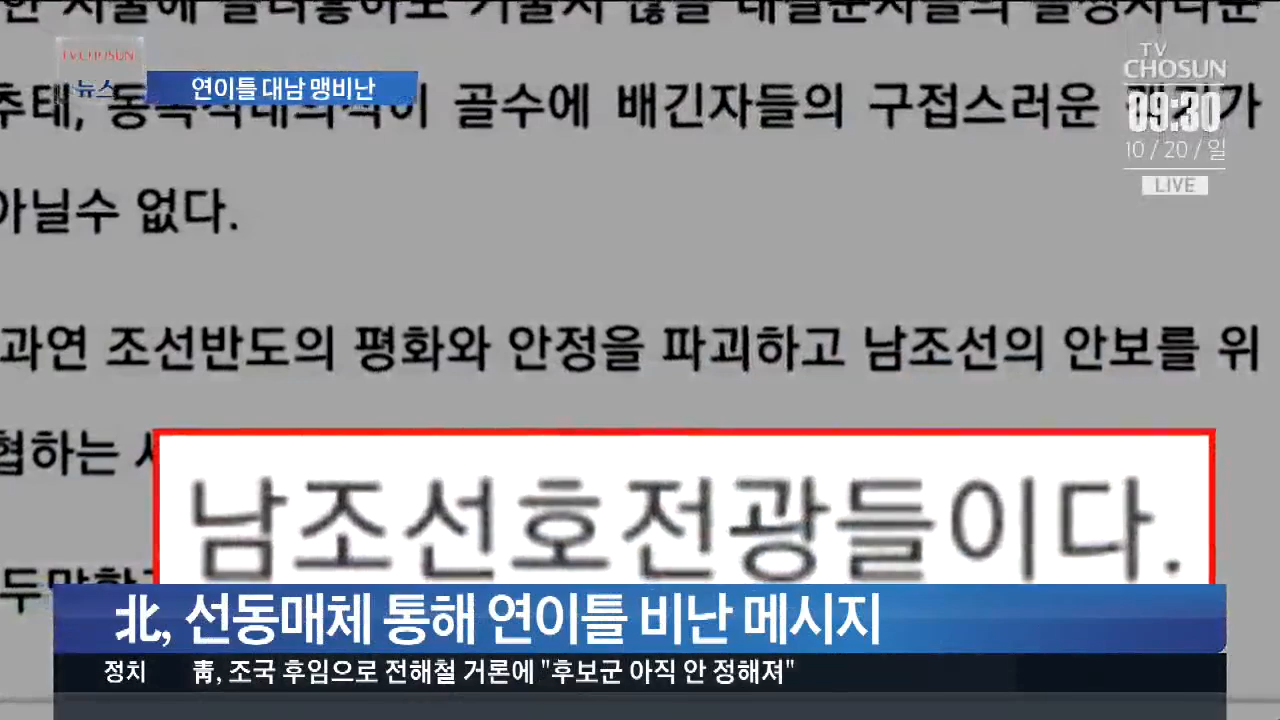 TV CHOSUN
뉴스
연이틀 대남 맹비난
TV
CHOSUN
09:30
10 / 20 / 일
LIVE
추태, 골수에 배긴자들의 구접스러운 가
아닐수 없다.
과연 조선반도의 평화와 안정을 파괴하고 남조선의 안보를 위
협하는
남조선호전광들이다.
北, 선동매체 통해 연이틀 비난 메시지
정치 靑, 조국 후임으로 전해철 거론에 "후보군 아직 안 정해져"